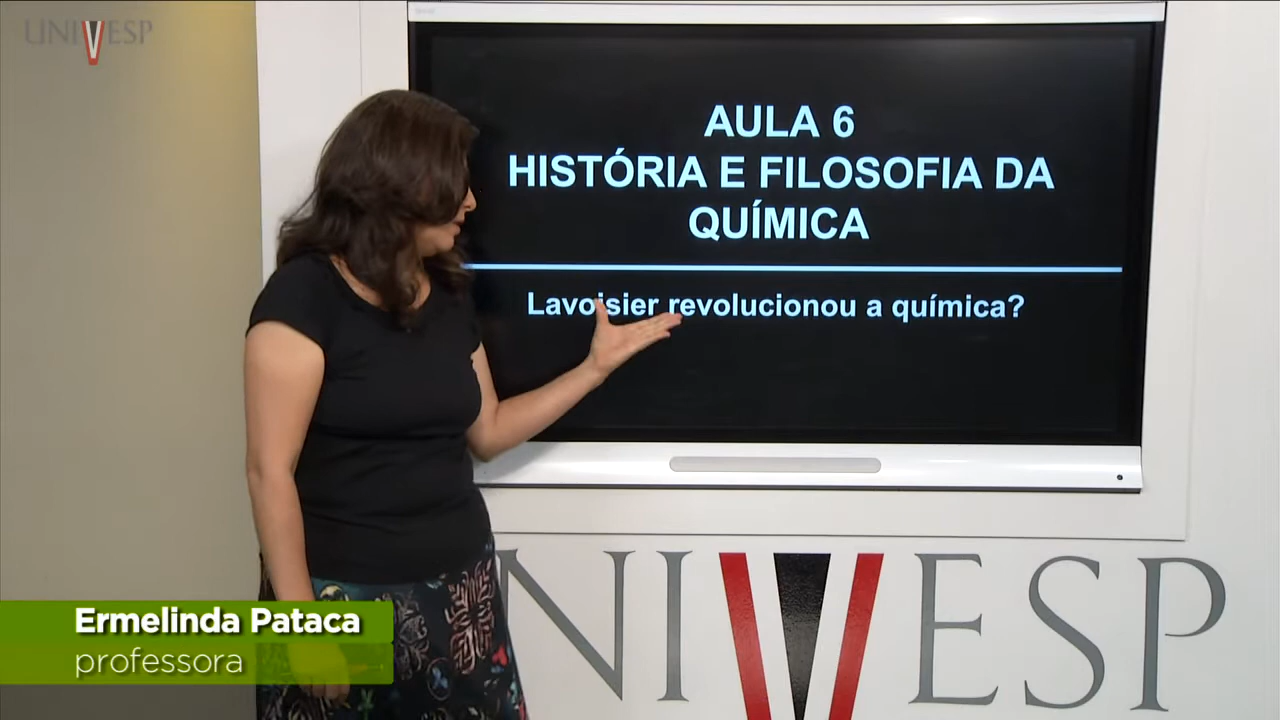 UNIVESP
AULA 6
HISTÓRIA E FILOSOFIA DA
QUÍMICA
Lavoisier revolucionou a química?
UNIVESP
Ermelinda Pataca
professora